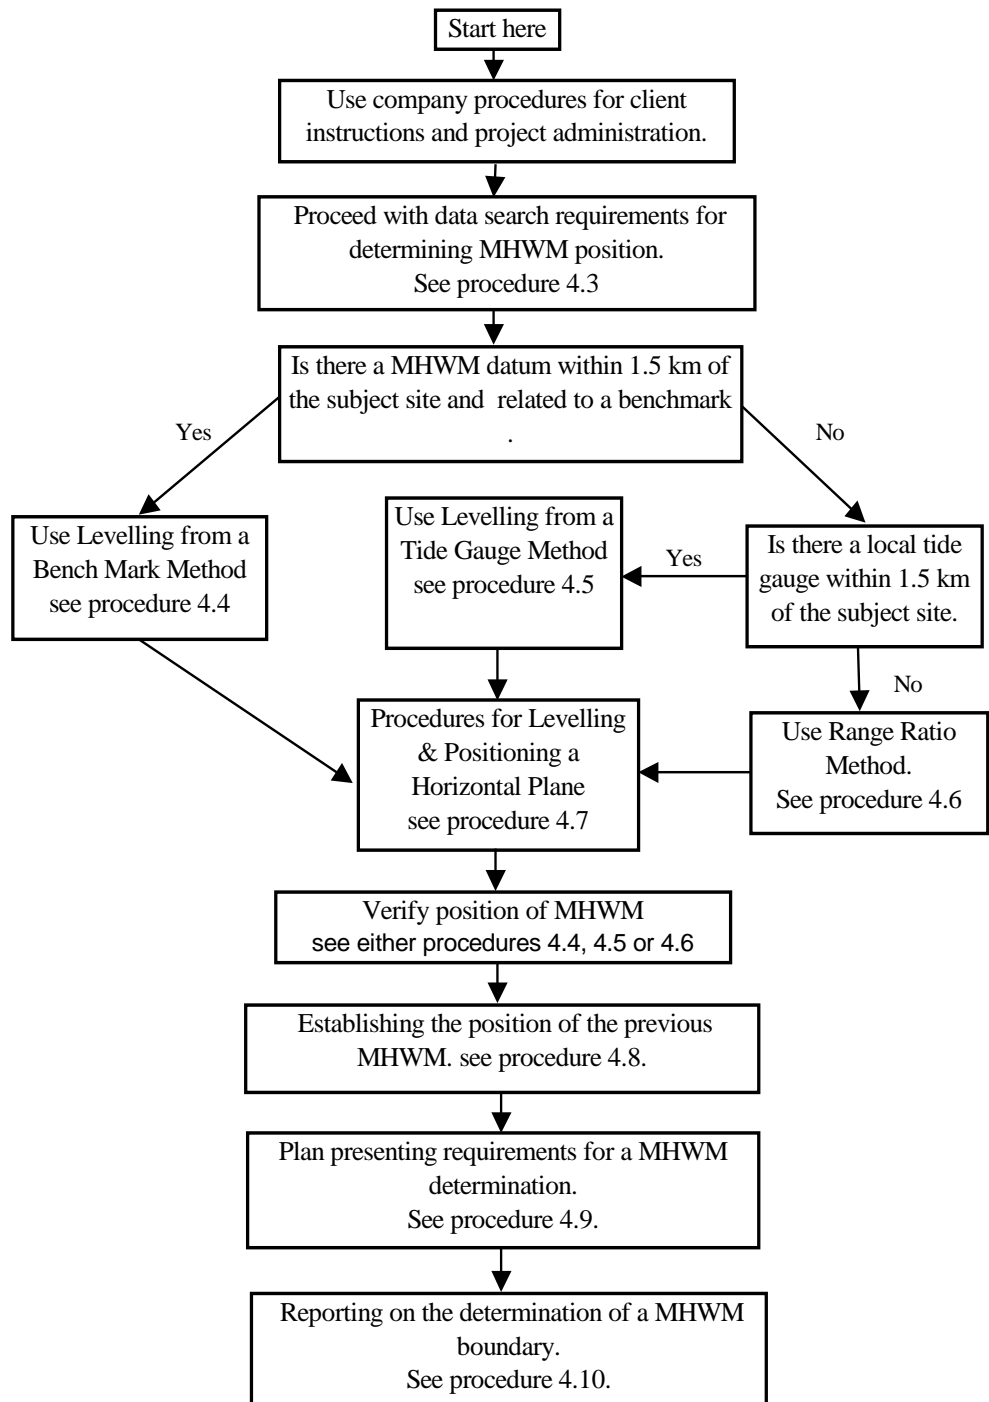 Start here
Use company procedures for client
instructions and project administration.
Proceed with data search requirements for
determining MHWM position.
See procedure 4.3
Is there a MHWM datum within 1.5 km of
the subject site and related to a benchmark
.
Yes
No
Use Levelling from a
Bench Mark Method
see procedure 4.4
Use Levelling from a
Tide Gauge Method
see procedure 4.5
Yes
Is there a local tide
gauge within 1.5 km
of the subject site.
No
Procedures for Levelling
& Positioning a
Horizontal Plane
see procedure 4.7
Use Range Ratio
Method.
See procedure 4.6
Verify position of MHWM
see either procedures 4.4, 4.5 or 4.6
Establishing the position of the previous
MHWM. see procedure 4.8.
Plan presenting requirements for a MHWM
determination.
See procedure 4.9.
Reporting on the determination of a MHWM
boundary.
See procedure 4.10.